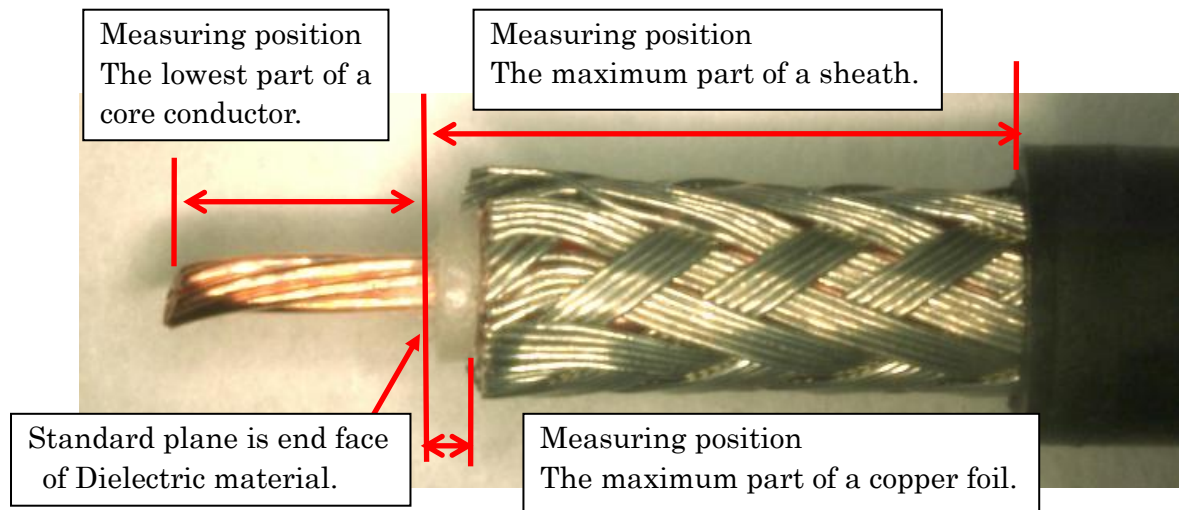 Measuring position
The lowest part of a
core conductor.
Measuring position
The maximum part of a sheath.
Standard plane is end face
of Dielectric material.
Measuring position
The maximum part of a copper foil.